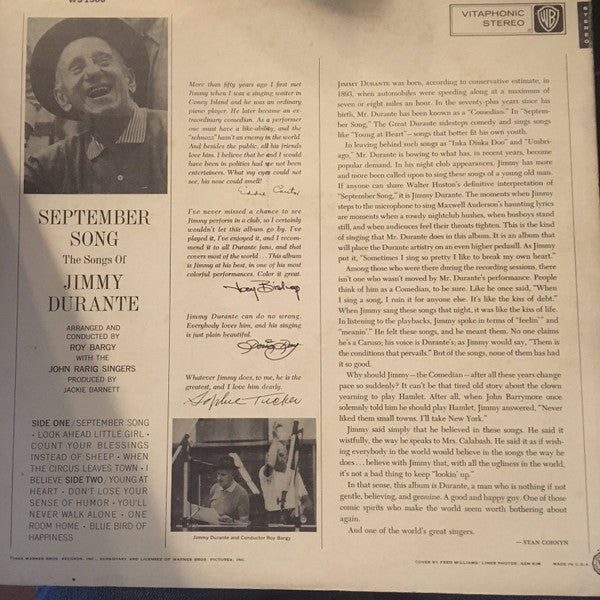 VITAPHONIC
STEREO
WB
STEREO
SEPTEMBER
SONG
The Songs Of
JIMMY
DURANTE
ARRANGED AND
CONDUCTED BY
ROY BARGY
WITH THE
JOHN RARIG SINGERS
PRODUCED BY
JACKIE BARNETT
SIDE ONE/SEPTEMBER SONG
• LOOK AHEAD LITTLE GIRL •
COUNT YOUR BLESSINGS
INSTEAD OF SHEEP • WHEN
THE CIRCUS LEAVES TOWN • I
BELIEVE SIDE TWO/YOUNG AT
HEART • DON'T LOSE YOUR
SENSE OF HUMOR • YOU'LL
NEVER WALK ALONE • ONE
ROOM HOME • BLUE BIRD OF
HAPPINESS
More than fifty years ago I first met
Jimmy when I was a singing waiter in
Coney Island and he was an ordinary
piano player. He later became an ex-
traordinary comedian. As a performer
one must have a like-ability, and the
"schnozz" hasn't an enemy in the world.
And besides the public, all his friends
love him. I believe that he and I would
have been in politics had we not been
entertainers. What my eyes could not
see, his nose could smell!
Eddie Cantor
I've never missed a chance to see
Jimmy perform in a club, so I certainly
wouldn't let this album go by. I've
played it, I've enjoyed it, and I recom-
mend it to all Durante fans, and that
covers most of the world... This album
is Jimmy at his best, in one of his most
colorful performances. Color it great.
Joey Bishop
Jimmy Durante can do no wrong.
Everybody loves him, and his singing
is just plain beautiful.
Whatever Jimmy does, to me, is the
greatest, and I love him dearly.
Sophie Tucker
Jimmy Durante and Conductor Roy Bargy
JIMMY DURANTE was born, according to conservative estimate, in
1893, when automobiles were speeding along at a maximum of
seven or eight miles an hour. In the seventy-plus years since his
birth, Mr. Durante has been known as a "Comedian." In "Septem-
ber Song," The Great Durante sidesteps comedy and sings songs
like "Young at Heart" – songs that better fit his own youth.
In leaving behind such songs as "Inka Dinka Doo" and "Umbri-
ago," Mr. Durante is bowing to what has, in recent years, become
popular demand. In his night club appearances, Jimmy has more
and more been called upon to sing these songs of a young old man.
If anyone can share Walter Huston's definitive interpretation of
"September Song," it is Jimmy Durante. The moments when Jimmy
steps to the microphone to sing Maxwell Anderson's haunting lyrics
are moments when a rowdy nightclub hushes, when busboys stand
still, and when audiences feel their throats tighten. This is the kind
of singing that Mr. Durante does in this album. It is an album that
will place the Durante artistry on an even higher pedasill. As Jimmy
put it, "Sometimes I sing so pretty I like to break my own heart."
Among those who were there during the recording sessions, there
isn't one who wasn't moved by Mr. Durante's performance. People
think of him as a Comedian, to be sure. Like he once said, "When
I sing a song, I ruin it for anyone else. It's like the kiss of debt."
When Jimmy sang these songs that night, it was like the kiss of life.
In listening to the playbacks, Jimmy spoke in terms of "feelin'" and
"meanin'." He felt these songs, and he meant them. No one claims
he's a Caruso; his voice is Durante's; as Jimmy would say, "Them is
the conditions that pervails." But of the songs, none of them has had
it so good.
Why should Jimmy – the Comedian – after all these years change
pace so suddenly? It can't be that tired old story about the clown
yearning to play Hamlet. After all, when John Barrymore once
solemnly told him he should play Hamlet, Jimmy answered, "Never
liked them small towns. I'll take New York."
Jimmy said simply that he believed in these songs. He said it
wistfully, the way he speaks to Mrs. Calabash. He said it as if wish-
ing everybody in the world would believe in the songs the way he
does... believe with Jimmy that, with all the ugliness in the world,
it's not a bad thing to keep "lookin' up."
In that sense, this album is Durante, a man who is nothing if not
gentle, believing, and genuine. A good and happy guy. One of those
comic spirits who make the world seem worth bothering about
again.
And one of the world's great singers.
— STAN CORNYN
WARNER BROS. RECORDS, INC., SUBSIDIARY AND LICENSEE OF WARNER BROS. PICTURES, INC.
COVER BY FRED WILLIAMS/LINER PHOTOS: KEN KIM
MADE IN U.S.A.